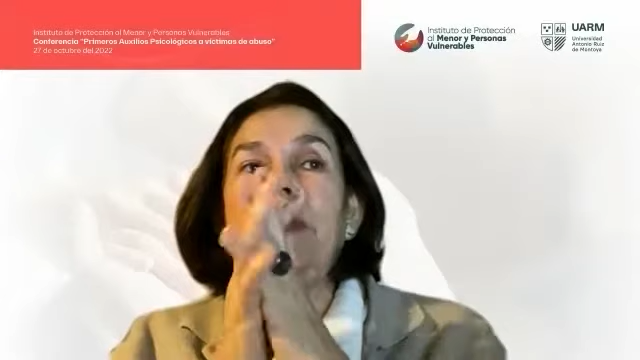 Instituto de Protección al Menor y Personas Vulnerables
Conferencia "Primeros Auxilios Psicológicos a víctimas de abuso"
27 de octubre del 2022
Instituto de Protección
al Menor y Personas
Vulnerables
UARM
Universidad
Antonio Ruiz
de Montoya